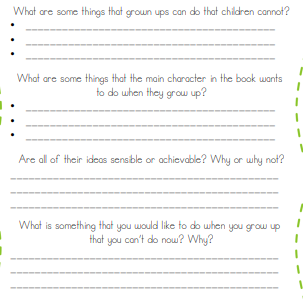 What are some things that grown ups can do that children cannot?
What are some things that the main character in the book wants
to do when they grow up?
Are all of their ideas sensible or achievable? Why or why not?
What is something that you would like to do when you grow up
that you can't do now? Why?